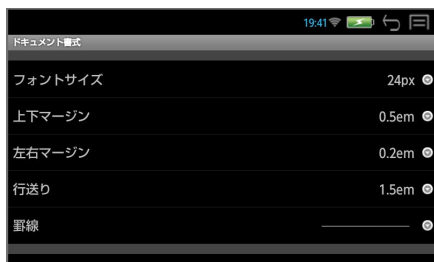 19:41
ドキュメント書式
フォントサイズ 24px
上下マージン 0.5em
左右マージン 0.2em
行送り 1.5em
罫線